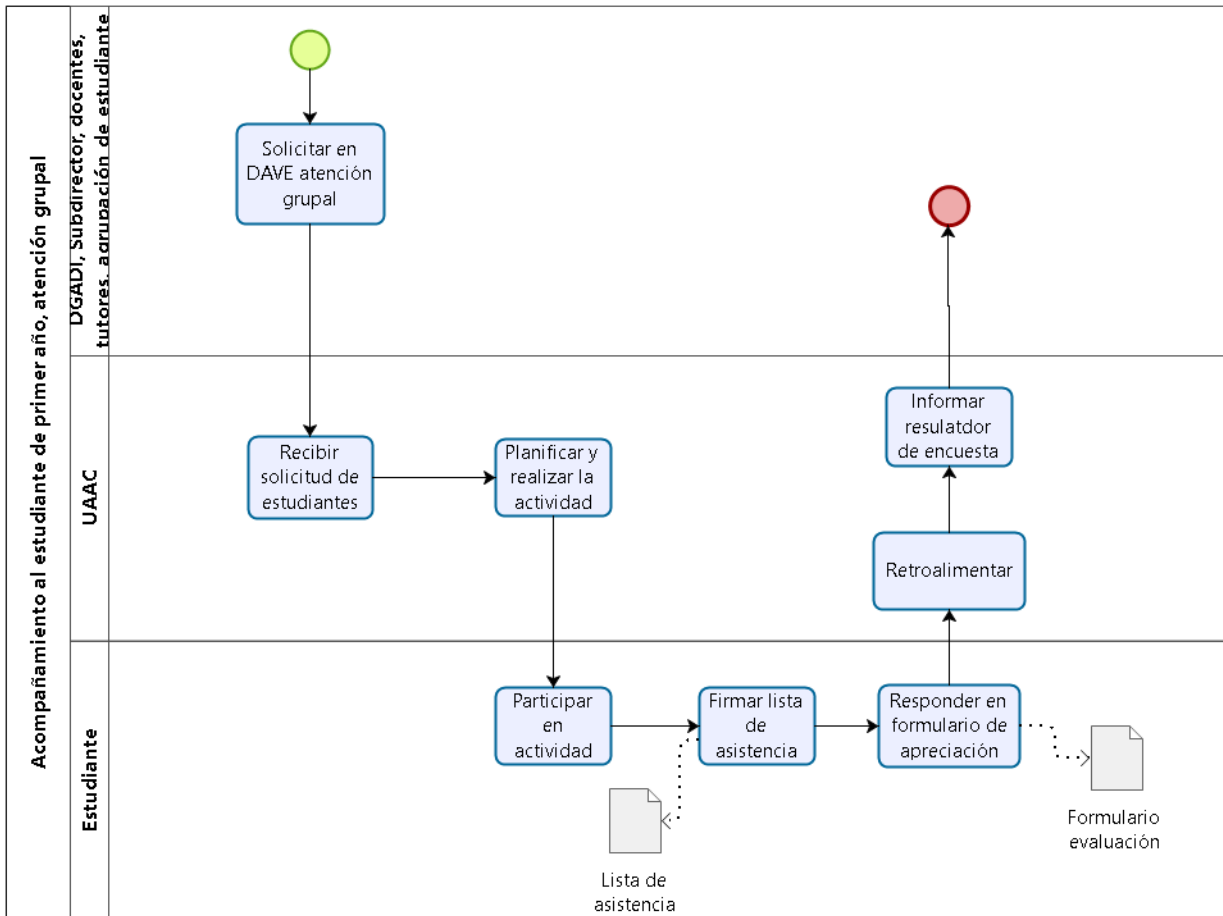 Acompañamiento al estudiante de primer año, atención grupal
DGADI, Subdirector, docentes,
tutores, agrupación de estudiante
Solicitar en
DAVE atención
grupal
UAAC
Recibir
solicitud de
estudiantes
Planificar y
realizar la
actividad
Informar
resulatdor
de encuesta
Retroalimentar
Estudiante
Participar
en
actividad
Firmar lista
de
asistencia
Responder en
formulario de
apreciación
Lista de
asistencia
Formulario
evaluación